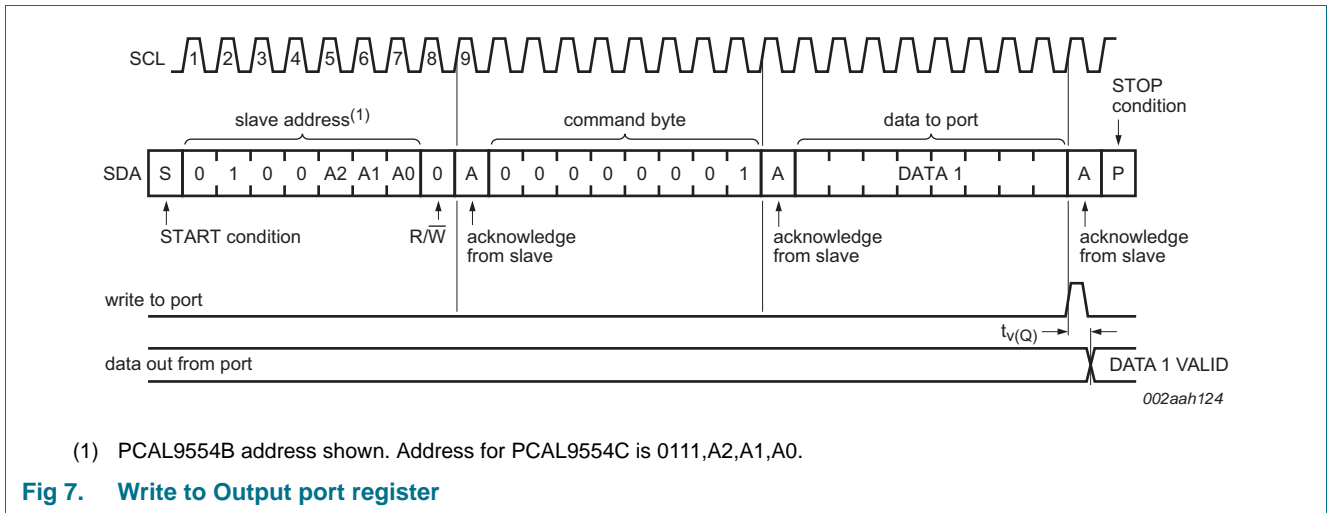 SCL 1 2 3 4 5 6 7 8 9
STOP condition
slave address(1) command byte data to port
SDA S 0 1 0 0 A2 A1 A0 0 A 0 0 0 0 0 0 0 1 A DATA 1 A P
START condition R/W acknowledge from slave acknowledge from slave acknowledge from slave
write to port
tv(Q)
data out from port DATA 1 VALID
002aah124
(1) PCAL9554B address shown. Address for PCAL9554C is 0111,A2,A1,A0.
Fig 7. Write to Output port register